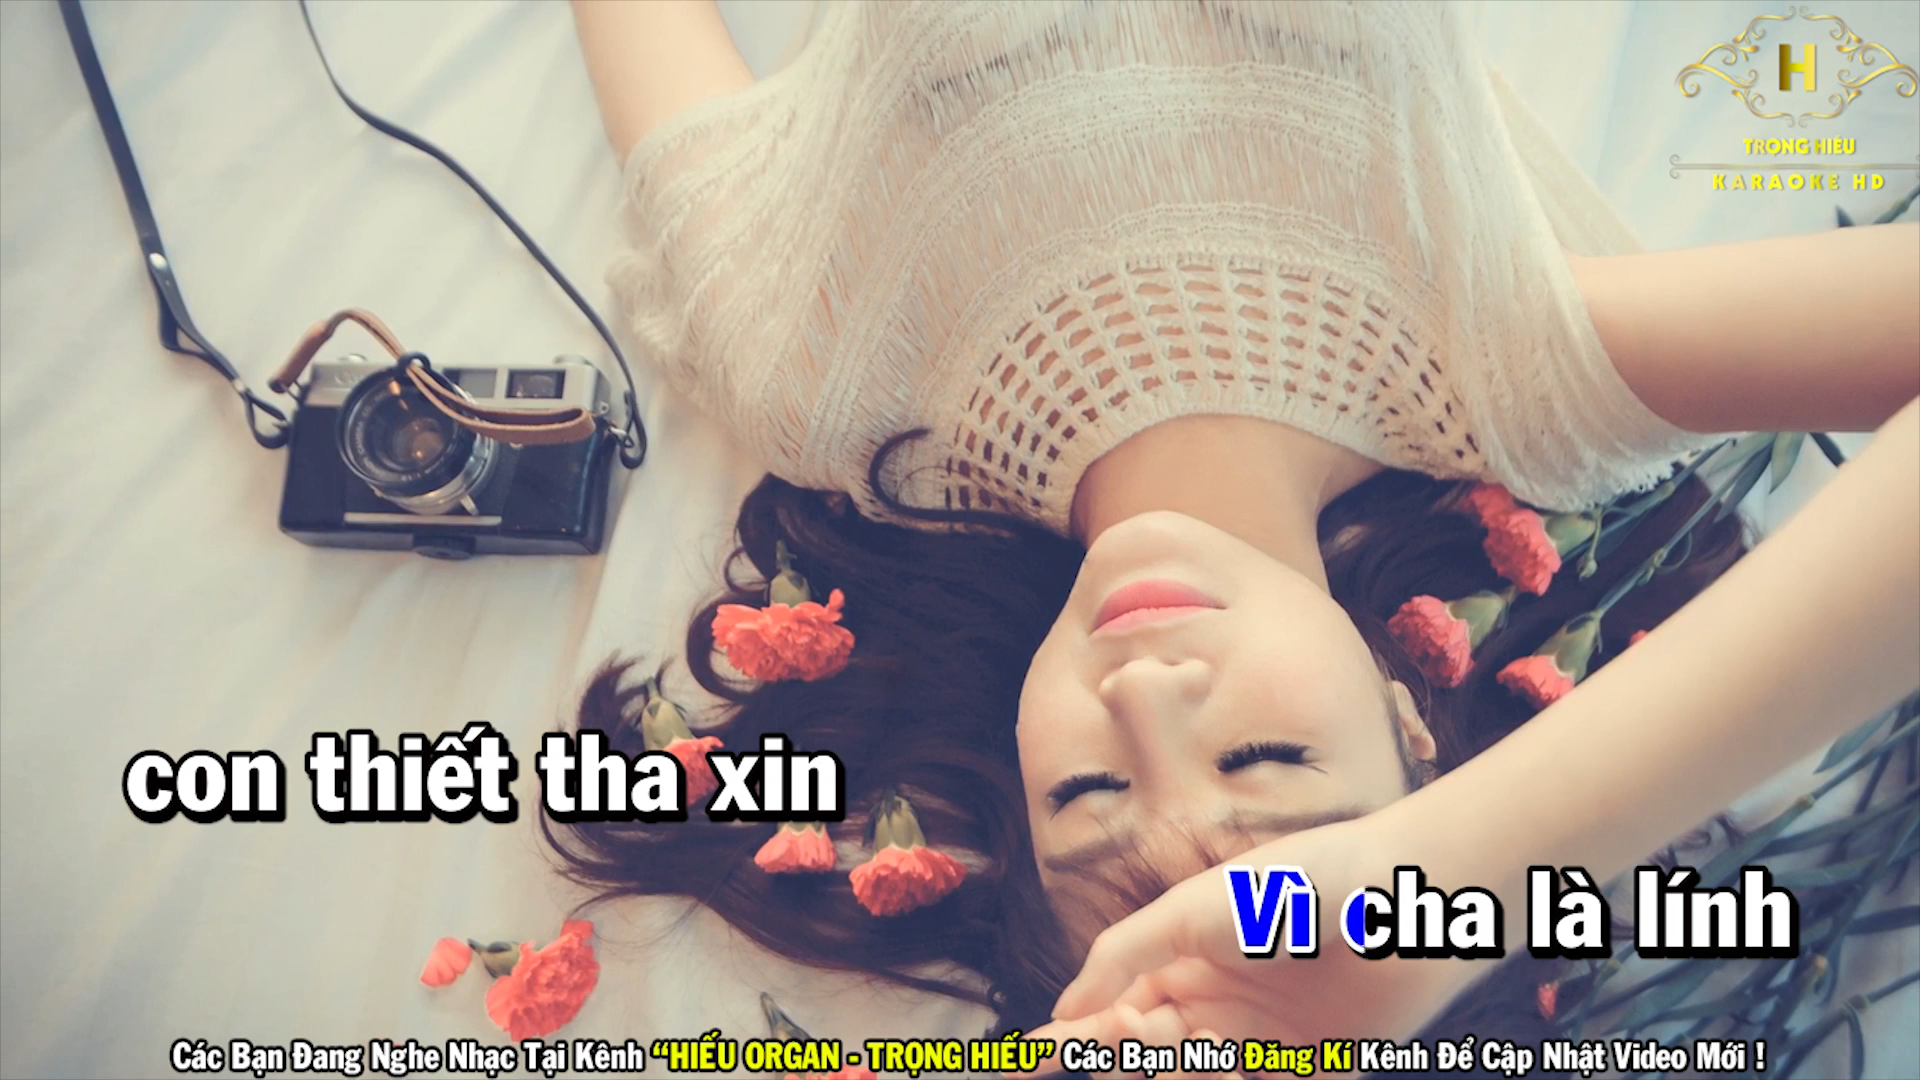 H
TRỌNG HIẾU
KARAOKE HD
con thiết tha xin
Vì cha là lính
Các Bạn Đang Nghe Nhạc Tại Kênh “HIẾU ORGAN - TRỌNG HIẾU” Các Bạn Nhớ Đăng Kí Kênh Để Cập Nhật Video Mới !